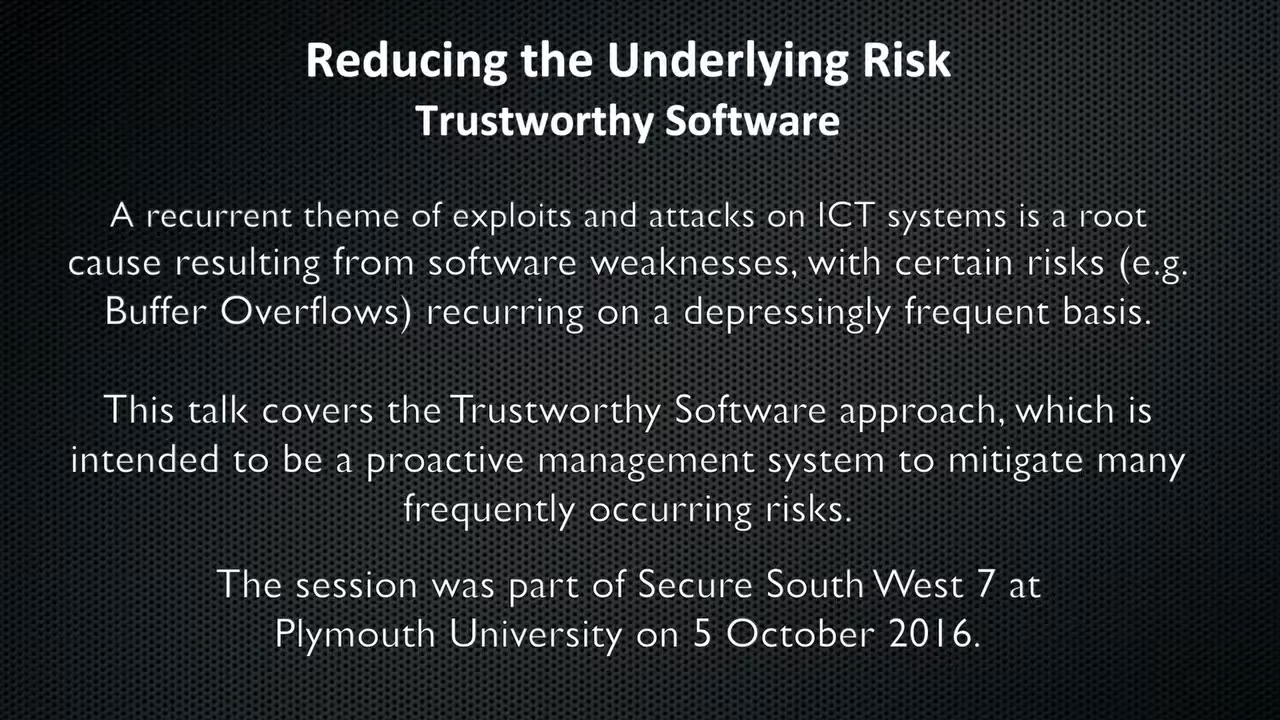 Reducing the Underlying Risk
Trustworthy Software
A recurrent theme of exploits and attacks on ICT systems is a root
cause resulting from software weaknesses, with certain risks (e.g.
Buffer Overflows) recurring on a depressingly frequent basis.
This talk covers the Trustworthy Software approach, which is
intended to be a proactive management system to mitigate many
frequently occurring risks.
The session was part of Secure South West 7 at
Plymouth University on 5 October 2016.